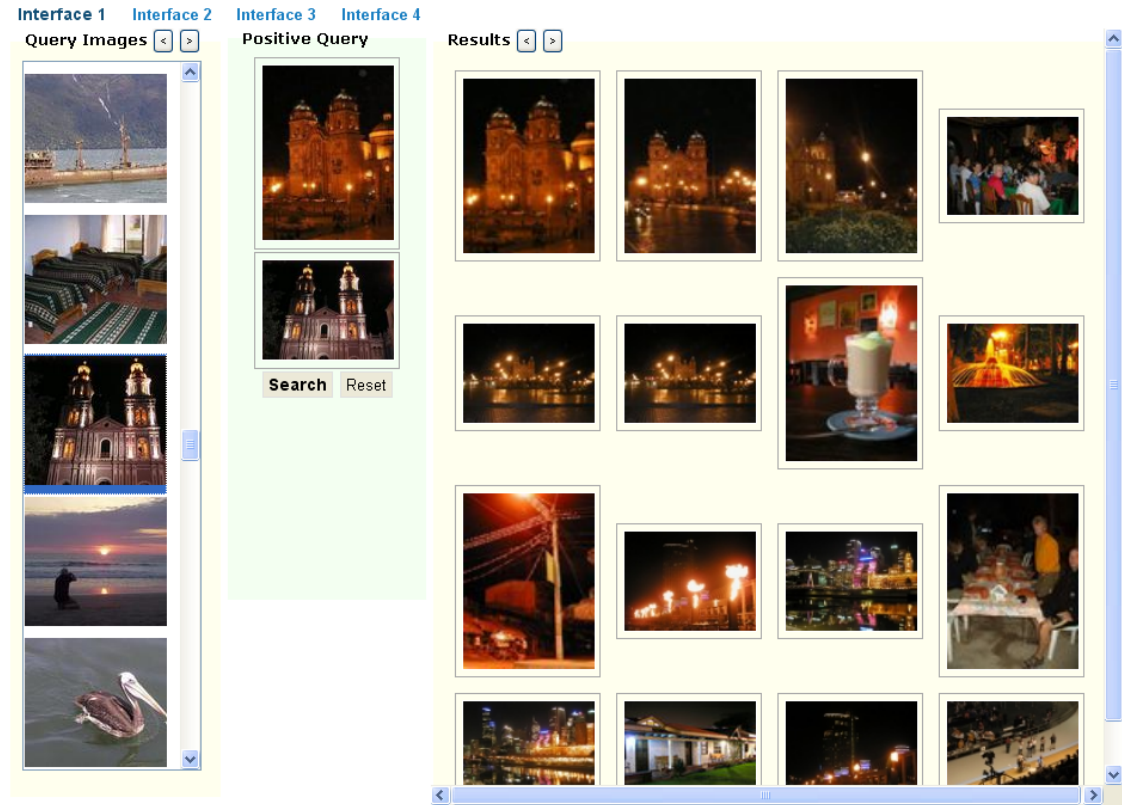 Interface 1 Interface 2 Interface 3 Interface 4
Query Images < >
Positive Query
Results < >
Search Reset